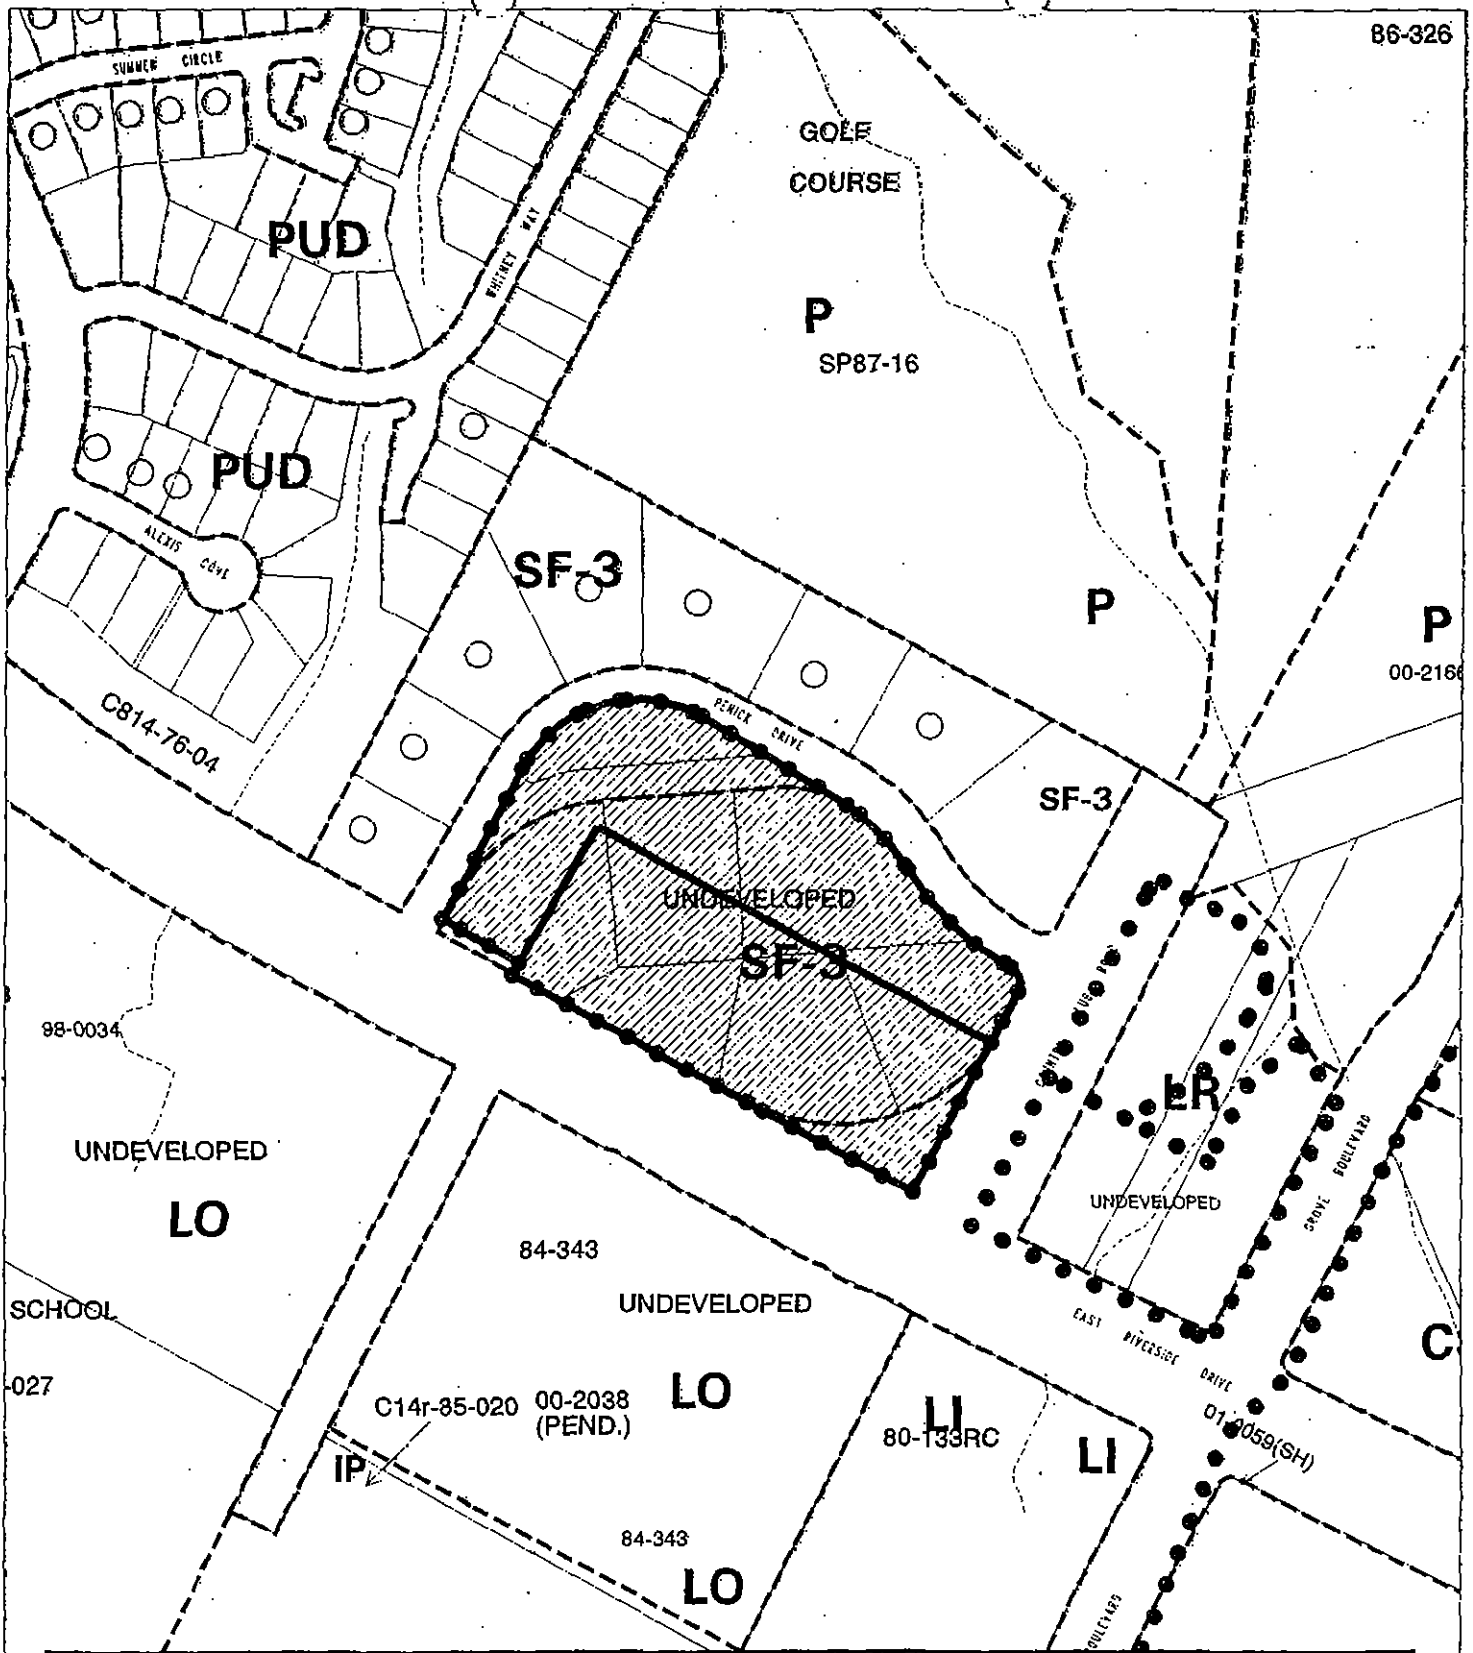 86-326
SUMMER CIRCLE
GOLF
COURSE
PUD
WHITNEY WAY
P
SP87-16
PUD
ALEXIS COVE
SF-3
P
P
00-2166
C814-76-04
PENICK DRIVE
SF-3
UNDEVELOPED
SF-3
98-0034
LR
UNDEVELOPED
LO
UNDEVELOPED
GROVE BOULEVARD
84-343
UNDEVELOPED
SCHOOL
EAST RIVERSIDE DRIVE
C
-027
LO
C14r-85-020
00-2038
(PEND.)
LI
80-133RC
LI
01-0059(SH)
IP
84-343
LO
OULEVARD